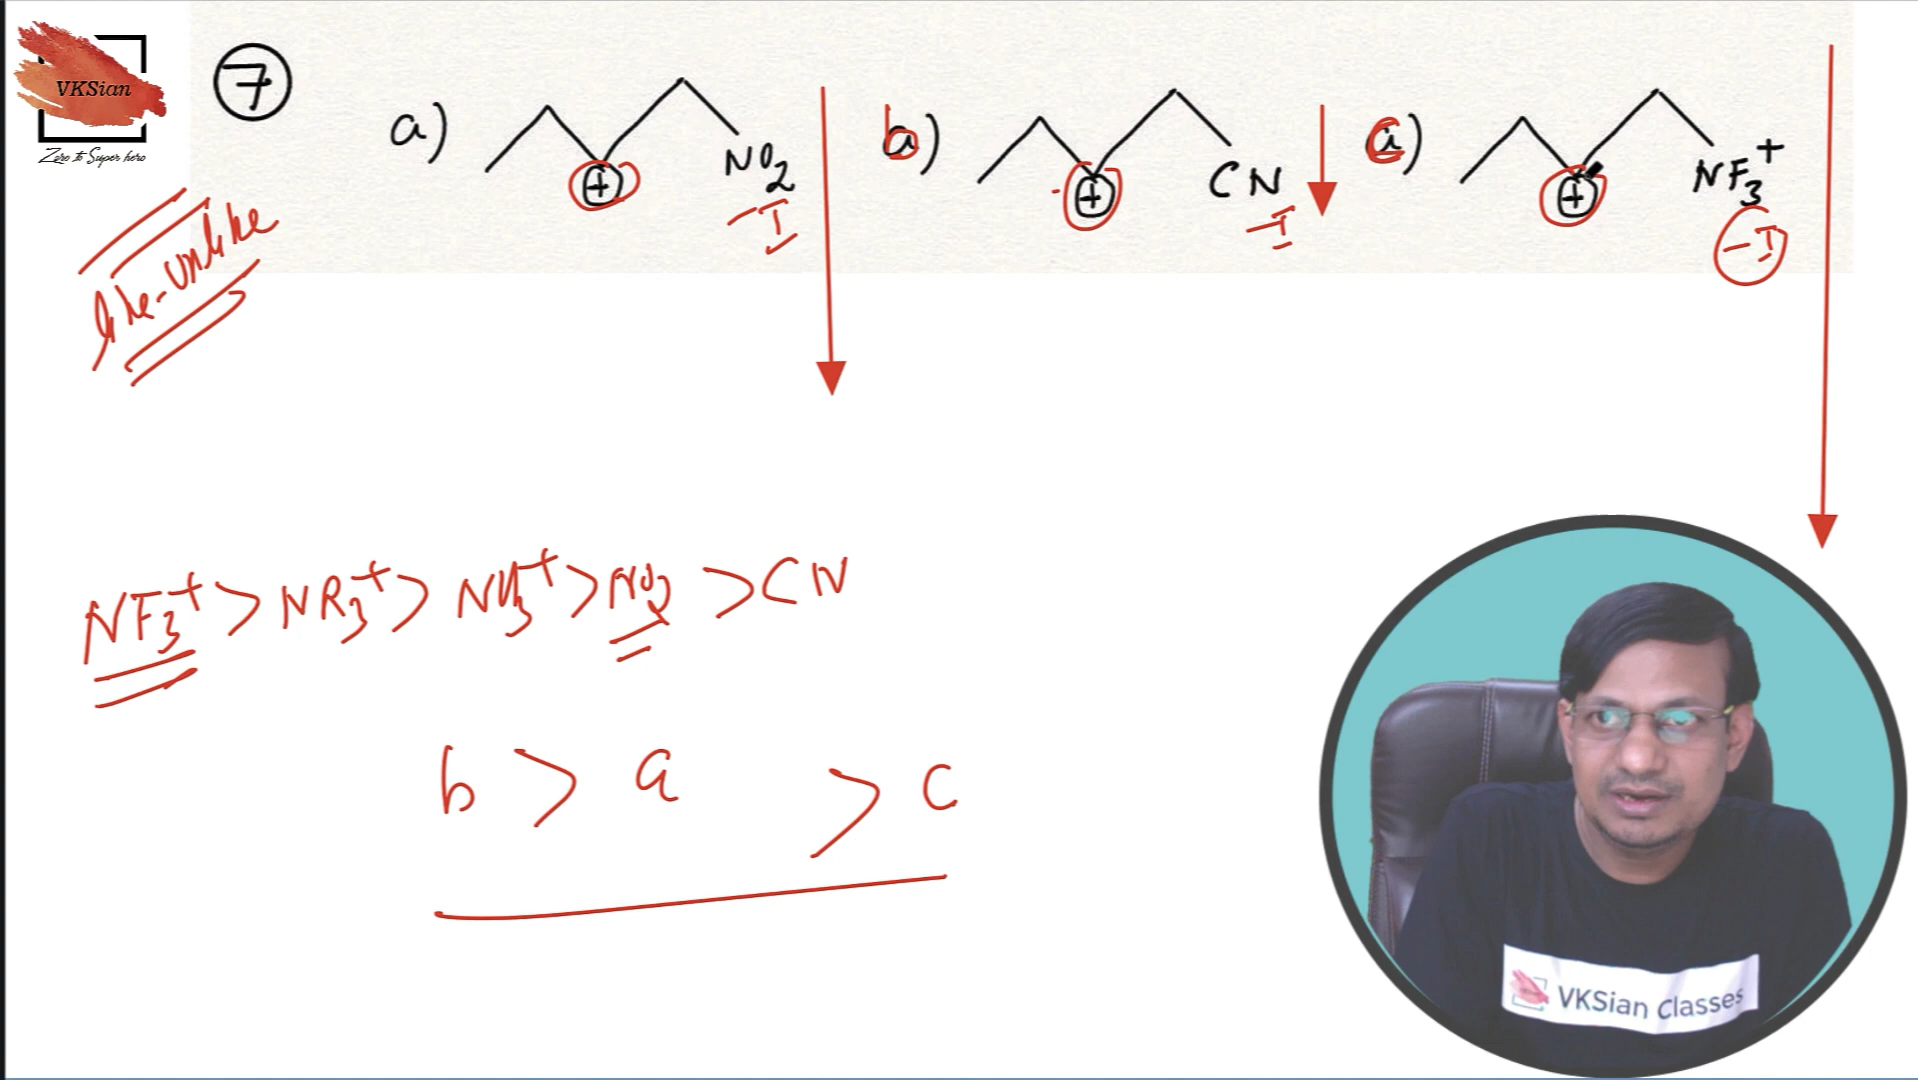 VKSian
Zero to Super hero
7
a) NO2 -I
b) CN -I
c) NF3+ -I
like-unlike
NF3+ > NR3+ > NH3+ > NO2 > CN
b > a > c
VKSian Classes